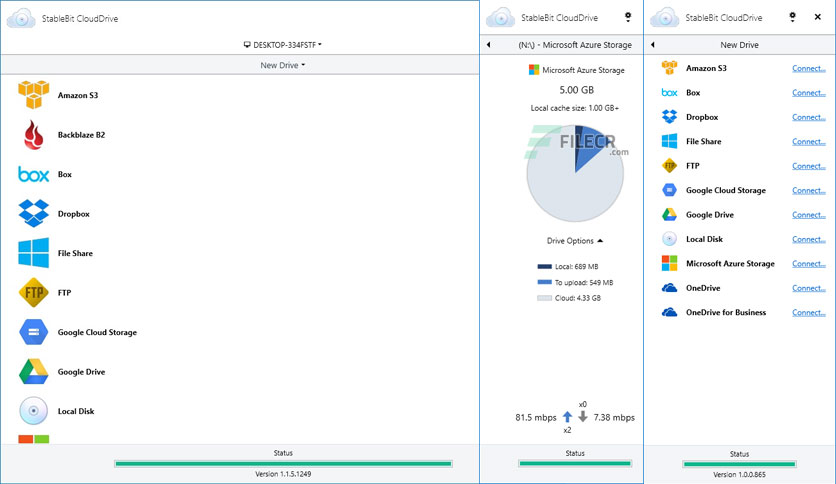 StableBit CloudDrive
DESKTOP-334FSTF
New Drive
Amazon S3
Backblaze B2
box
Box
Dropbox
File Share
FTP
FTP
Google Cloud Storage
Google Drive
Local Disk
Status
Version 1.1.5.1249
StableBit CloudDrive
(N:\) - Microsoft Azure Storage
Microsoft Azure Storage
5.00 GB
Local cache size: 1.00 GB+
FILECR
.com
Drive Options
Local: 689 MB
To upload: 549 MB
Cloud: 4.33 GB
x0
81.5 mbps 7.38 mbps
x2
Status
StableBit CloudDrive
New Drive
Amazon S3 Connect...
box Box Connect...
Dropbox Connect...
File Share Connect...
FTP FTP Connect...
Google Cloud Storage Connect...
Google Drive Connect...
Local Disk Connect...
Microsoft Azure Storage Connect...
OneDrive Connect...
OneDrive for Business Connect...
Status
Version 1.0.0.865